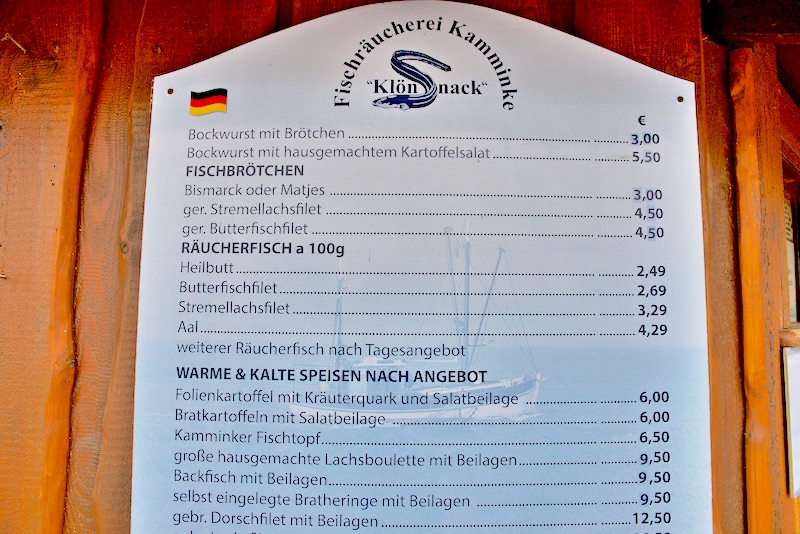 Fischräucherei Kamminke
"Klön Snack"
€
Bockwurst mit Brötchen 3,00
Bockwurst mit hausgemachtem Kartoffelsalat 5,50
FISCHBRÖTCHEN
Bismarck oder Matjes 3,00
ger. Stremellachsfilet 4,50
ger. Butterfischfilet 4,50
RÄUCHERFISCH a 100g
Heilbutt 2,49
Butterfischfilet 2,69
Stremellachsfilet 3,29
Aal 4,29
weiterer Räucherfisch nach Tagesangebot
WARME & KALTE SPEISEN NACH ANGEBOT
Folienkartoffel mit Kräuterquark und Salatbeilage 6,00
Bratkartoffeln mit Salatbeilage 6,00
Kamminker Fischtopf 6,50
große hausgemachte Lachsboulette mit Beilagen 9,50
Backfisch mit Beilagen 9,50
selbst eingelegte Bratheringe mit Beilagen 9,50
gebr. Dorschfilet mit Beilagen 12,50